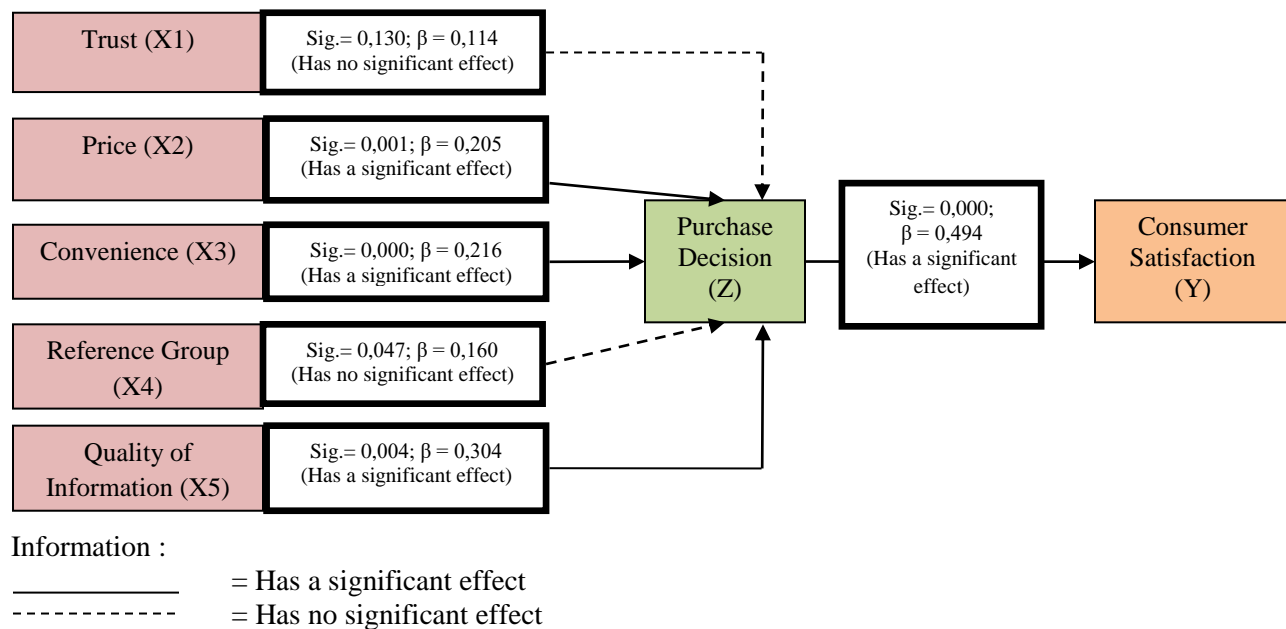 Trust (X1)
Sig.= 0,130; β = 0,114
(Has no significant effect)
Price (X2)
Sig.= 0,001; β = 0,205
(Has a significant effect)
Convenience (X3)
Sig.= 0,000; β = 0,216
(Has a significant effect)
Reference Group
(X4)
Sig.= 0,047; β = 0,160
(Has no significant effect)
Quality of
Information (X5)
Sig.= 0,004; β = 0,304
(Has a significant effect)
Purchase
Decision
(Z)
Sig.= 0,000;
β = 0,494
(Has a significant
effect)
Consumer
Satisfaction
(Y)
Information :
= Has a significant effect
= Has no significant effect